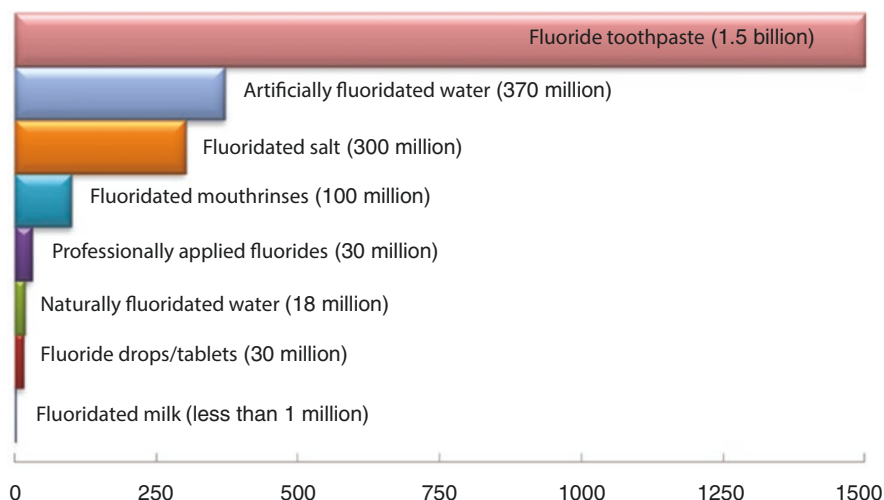 Fluoride toothpaste (1.5 billion)
Artificially fluoridated water (370 million)
Fluoridated salt (300 million)
Fluoridated mouthrinses (100 million)
Professionally applied fluorides (30 million)
Naturally fluoridated water (18 million)
Fluoride drops/tablets (30 million)
Fluoridated milk (less than 1 million)
0 250 500 750 1000 1250 1500